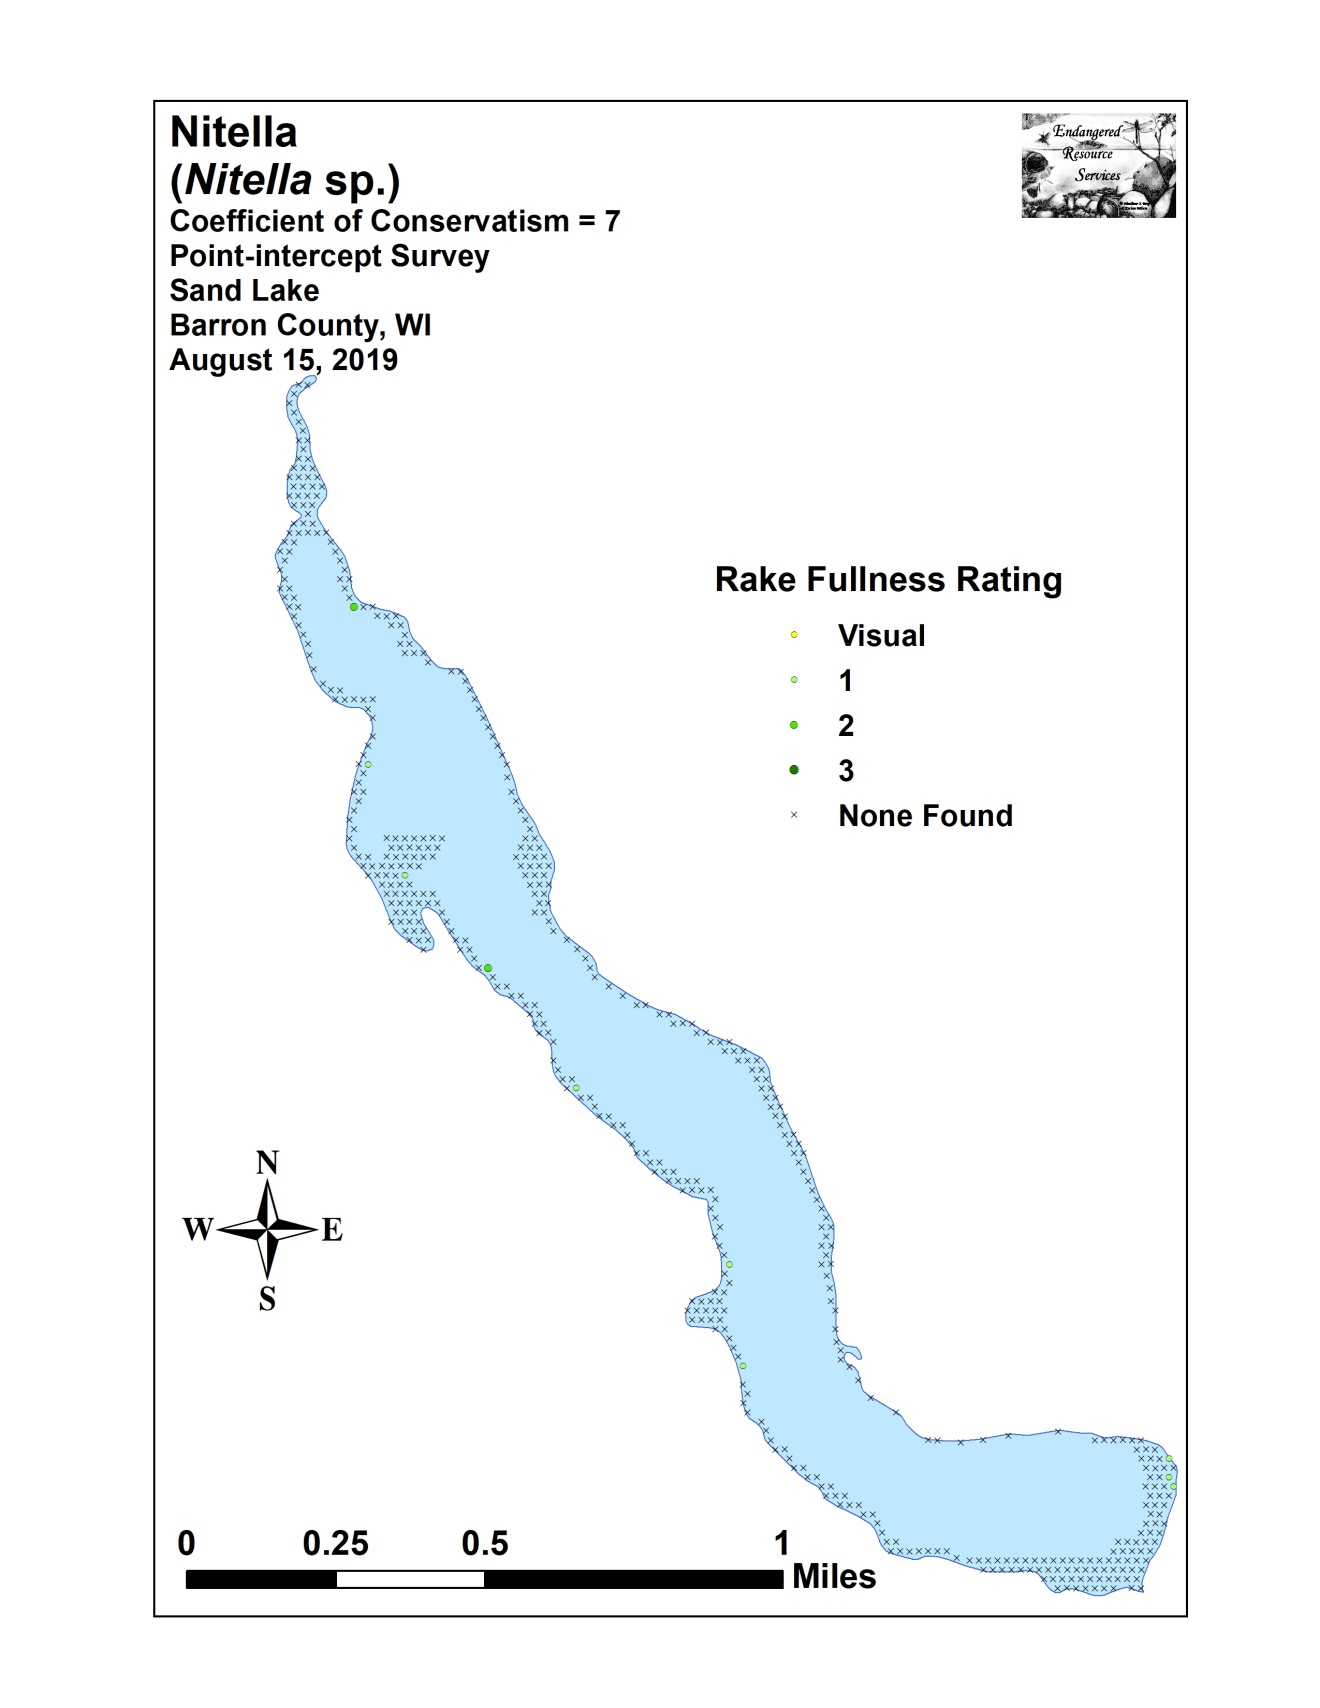 Nitella
(Nitella sp.)
Coefficient of Conservatism = 7
Point-intercept Survey
Sand Lake
Barron County, WI
August 15, 2019
Endangered
Resource
Services
Rake Fullness Rating
Visual
1
2
3
None Found
N
W E
S
0 0.25 0.5 1
Miles